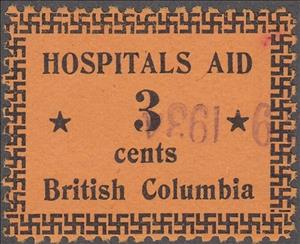 HOSPITALS AID
★ 3 ★
cents
British Columbia